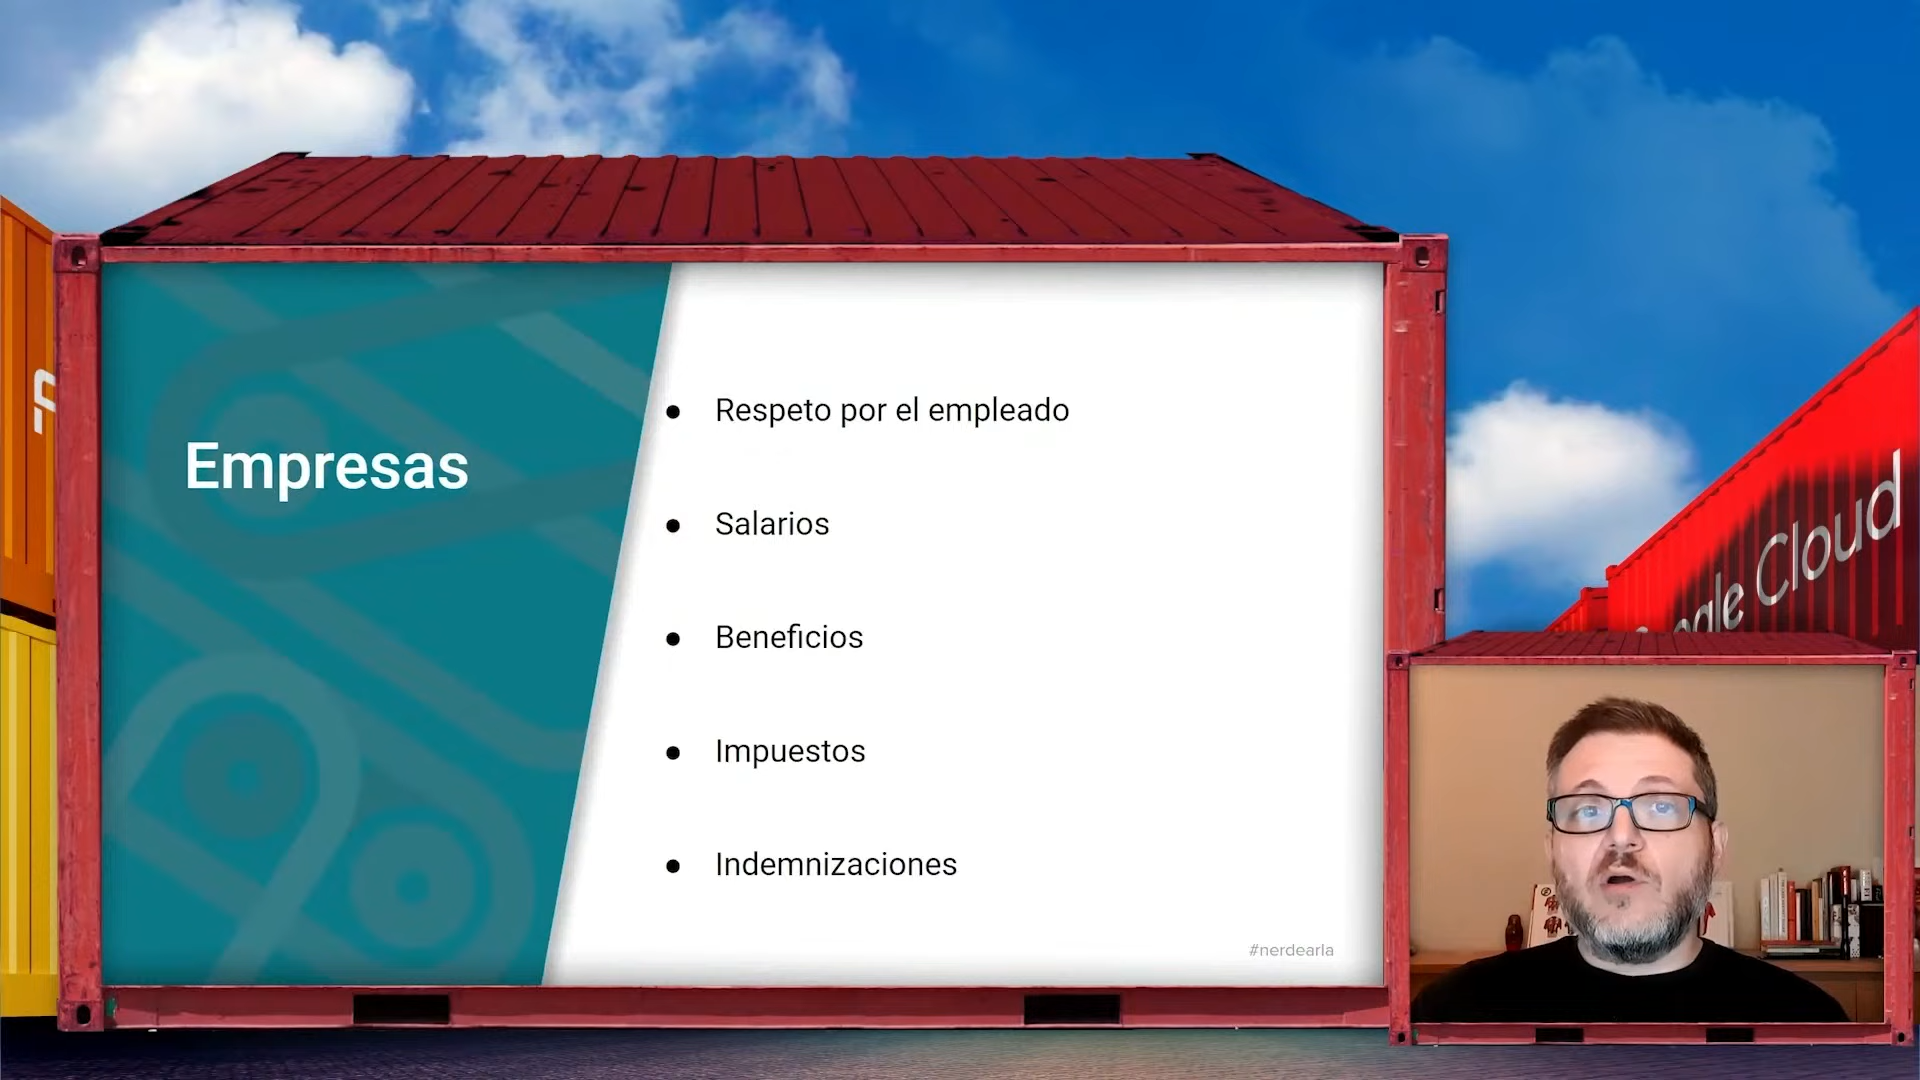 Empresas
Respeto por el empleado
Salarios
Beneficios
Impuestos
Indemnizaciones
#nerdearla
Cloud